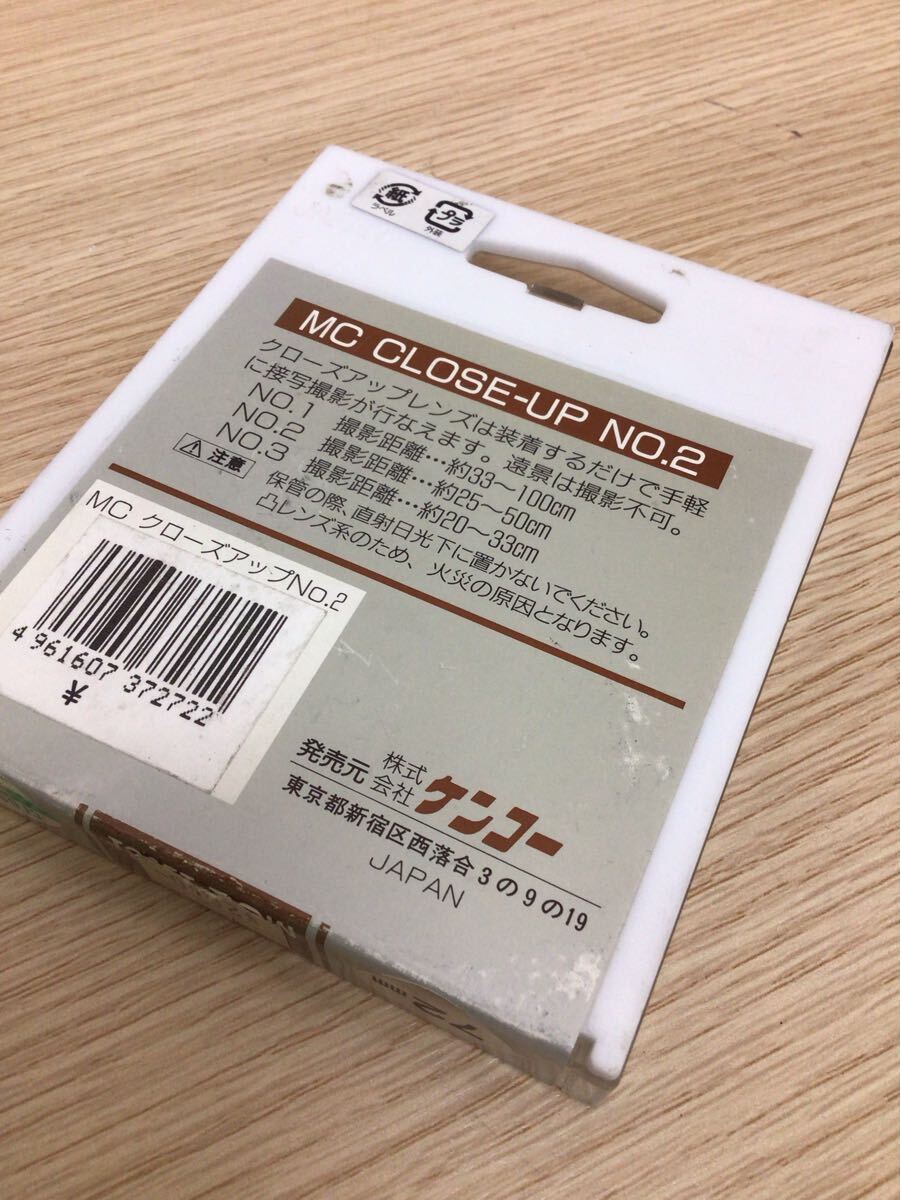 紙
ラベル
プラ
外装
MC CLOSE-UP NO.2
クローズアップレンズは装着するだけで手軽
に接写撮影が行なえます。遠景は撮影不可。
NO.1 撮影距離…約33〜100cm
NO.2 撮影距離…約25〜50cm
NO.3 撮影距離…約20〜33cm
⚠注意 保管の際、直射日光下に置かないでください。
凸レンズ系のため、火災の原因となります。
MC クローズアップNo.2
4 961607 372722
¥
発売元 株式会社 ケンコー
東京都新宿区西落合3の9の19
JAPAN
72mm